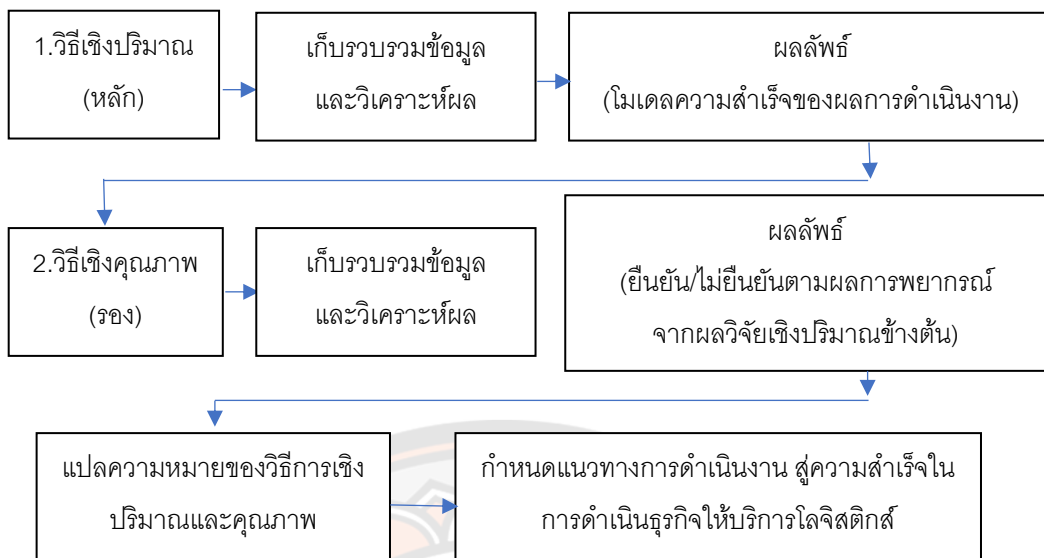 1.วิธีเชิงปริมาณ
(หลัก)
เก็บรวบรวมข้อมูล
และวิเคราะห์ผล
ผลลัพธ์
(โมเดลความสำเร็จของผลการดำเนินงาน)
2.วิธีเชิงคุณภาพ
(รอง)
เก็บรวบรวมข้อมูล
และวิเคราะห์ผล
ผลลัพธ์
(ยืนยัน/ไม่ยืนยันตามผลการพยากรณ์
จากผลวิจัยเชิงปริมาณข้างต้น)
แปลความหมายของวิธีการเชิง
ปริมาณและคุณภาพ
กำหนดแนวทางการดำเนินงาน สู่ความสำเร็จใน
การดำเนินธุรกิจให้บริการโลจิสติกส์